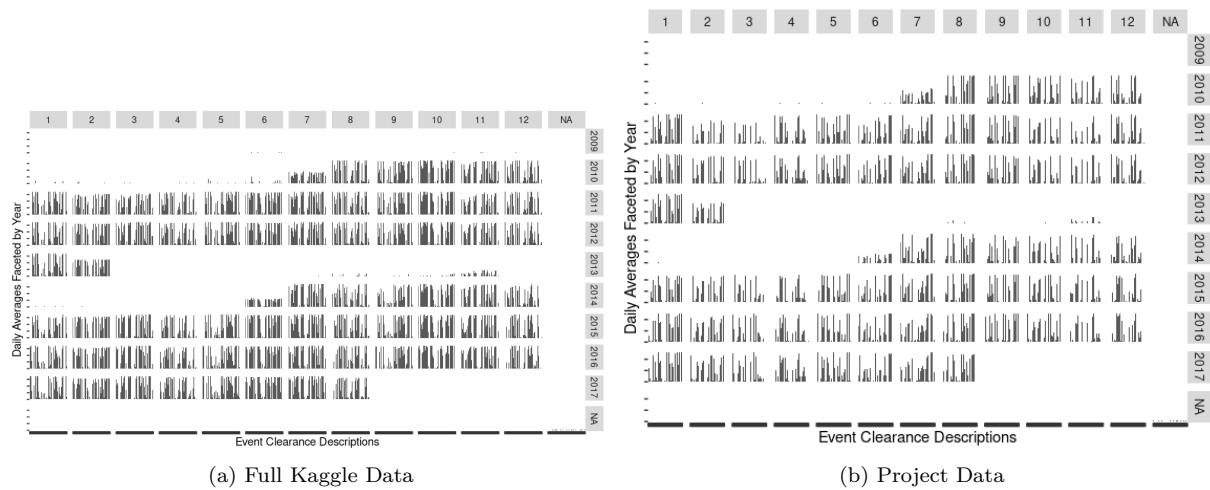 1 2 3 4 5 6 7 8 9 10 11 12 NA
2009
2010
2011
2012
2013
2014
2015
2016
2017
NA
Daily Averages Faceted by Year
Event Clearance Descriptions
(a) Full Kaggle Data
1 2 3 4 5 6 7 8 9 10 11 12 NA
2009
2010
2011
2012
2013
2014
2015
2016
2017
NA
Daily Averages Faceted by Year
Event Clearance Descriptions
(b) Project Data